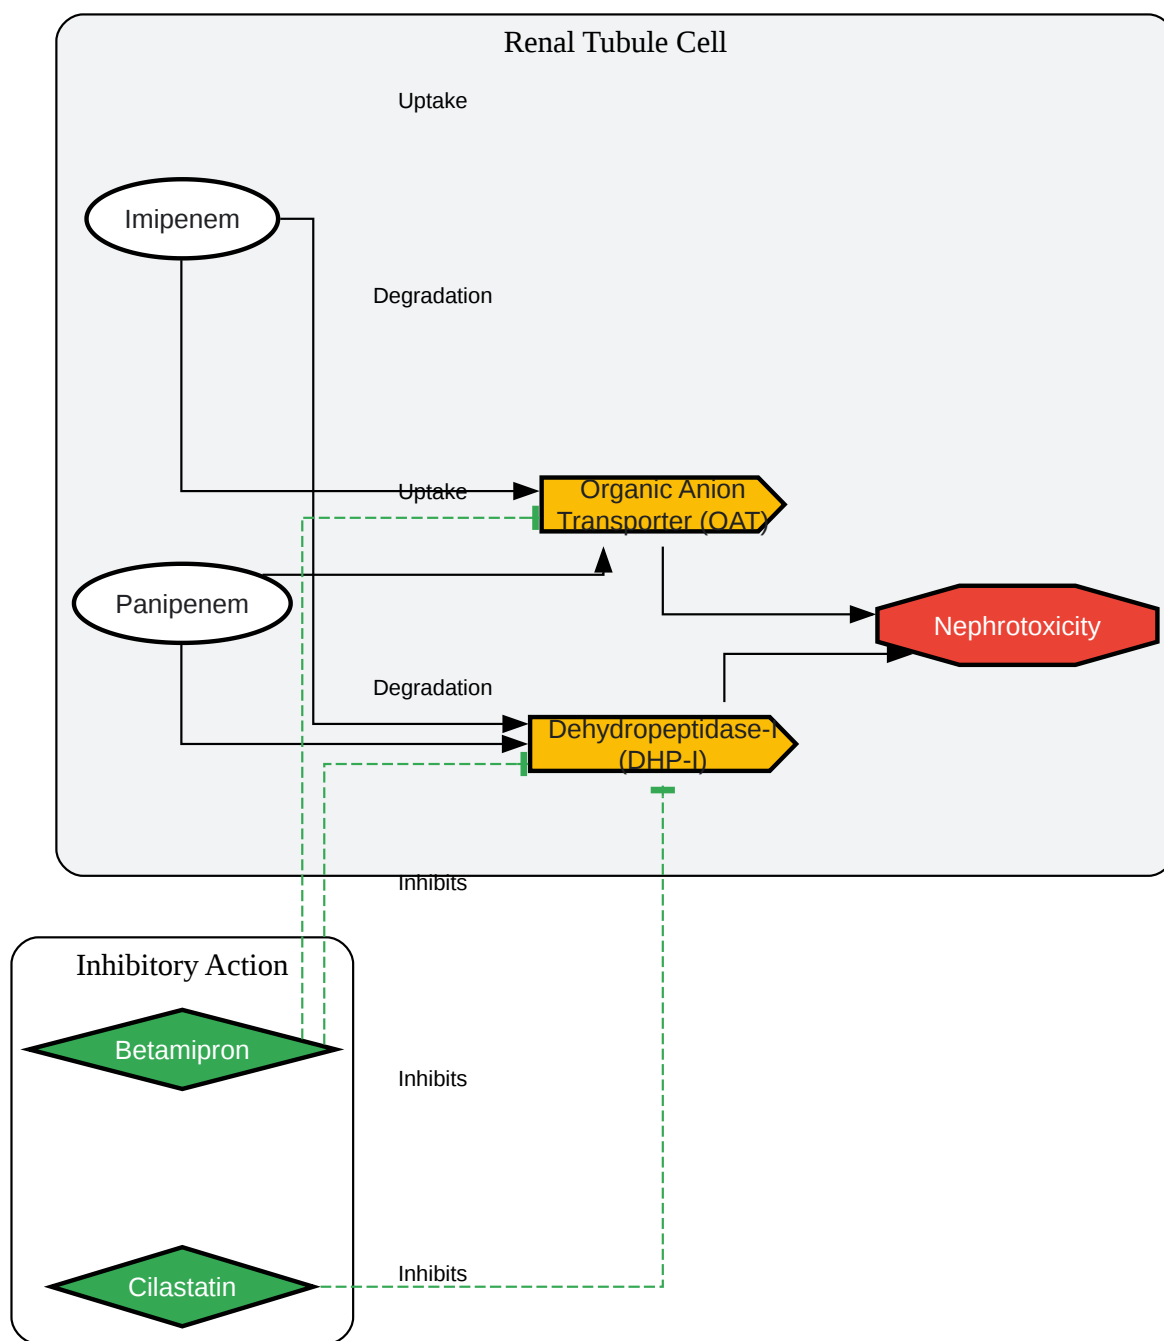 Renal Tubule Cell
Uptake
Imipenem
Degradation
Uptake
Organic Anion
Transporter (OAT)
Panipenem
Nephrotoxicity
Degradation
Dehydropeptidase-I
(DHP-I)
Inhibits
Inhibitory Action
Betamipron
Inhibits
Cilastatin
Inhibits